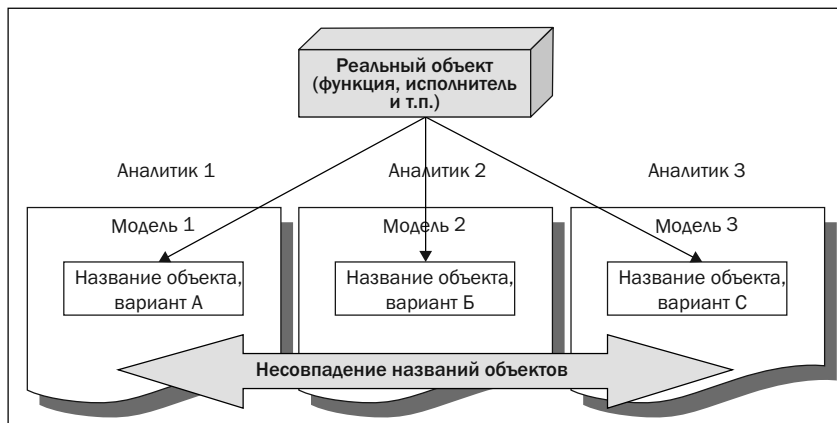 Реальный объект
(функция, исполнитель
и т.п.)
Аналитик 1
Аналитик 2
Аналитик 3
Модель 1
Модель 2
Модель 3
Название объекта,
вариант А
Название объекта,
вариант Б
Название объекта,
вариант С
Несовпадение названий объектов